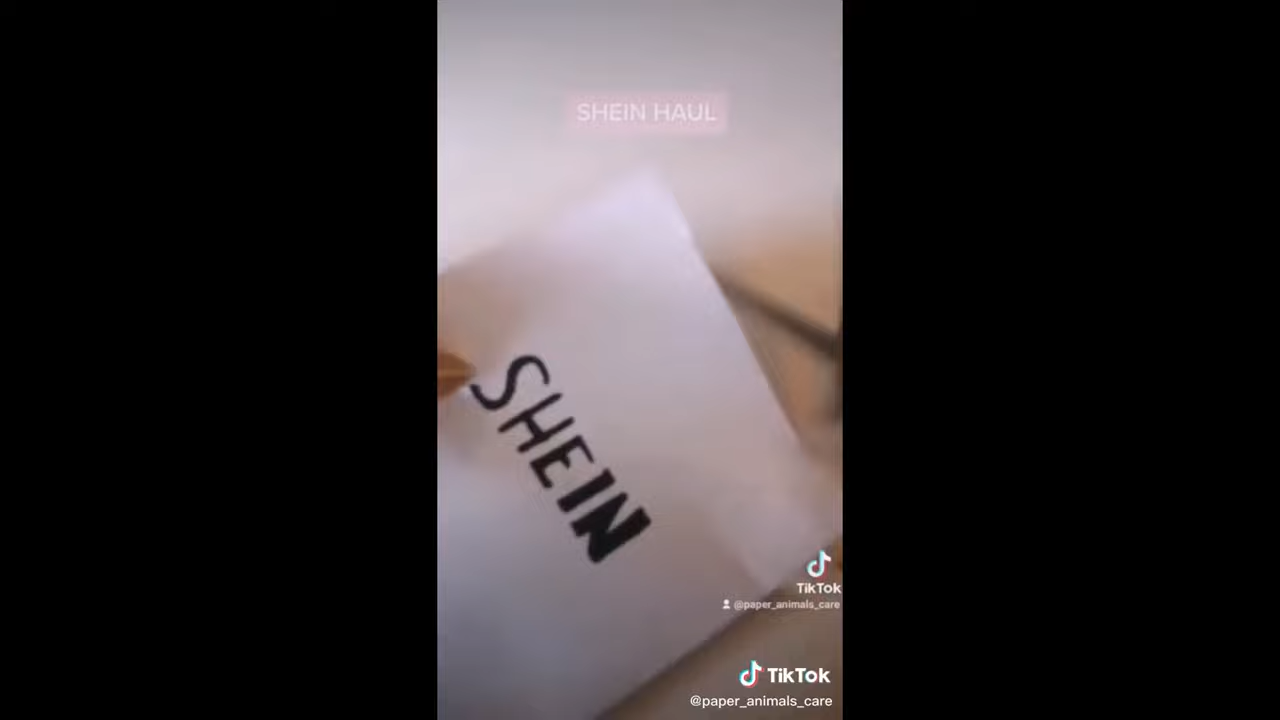 SHEIN HAUL
SHEIN
TikTok
@paper_animals_care
TikTok
@paper_animals_care